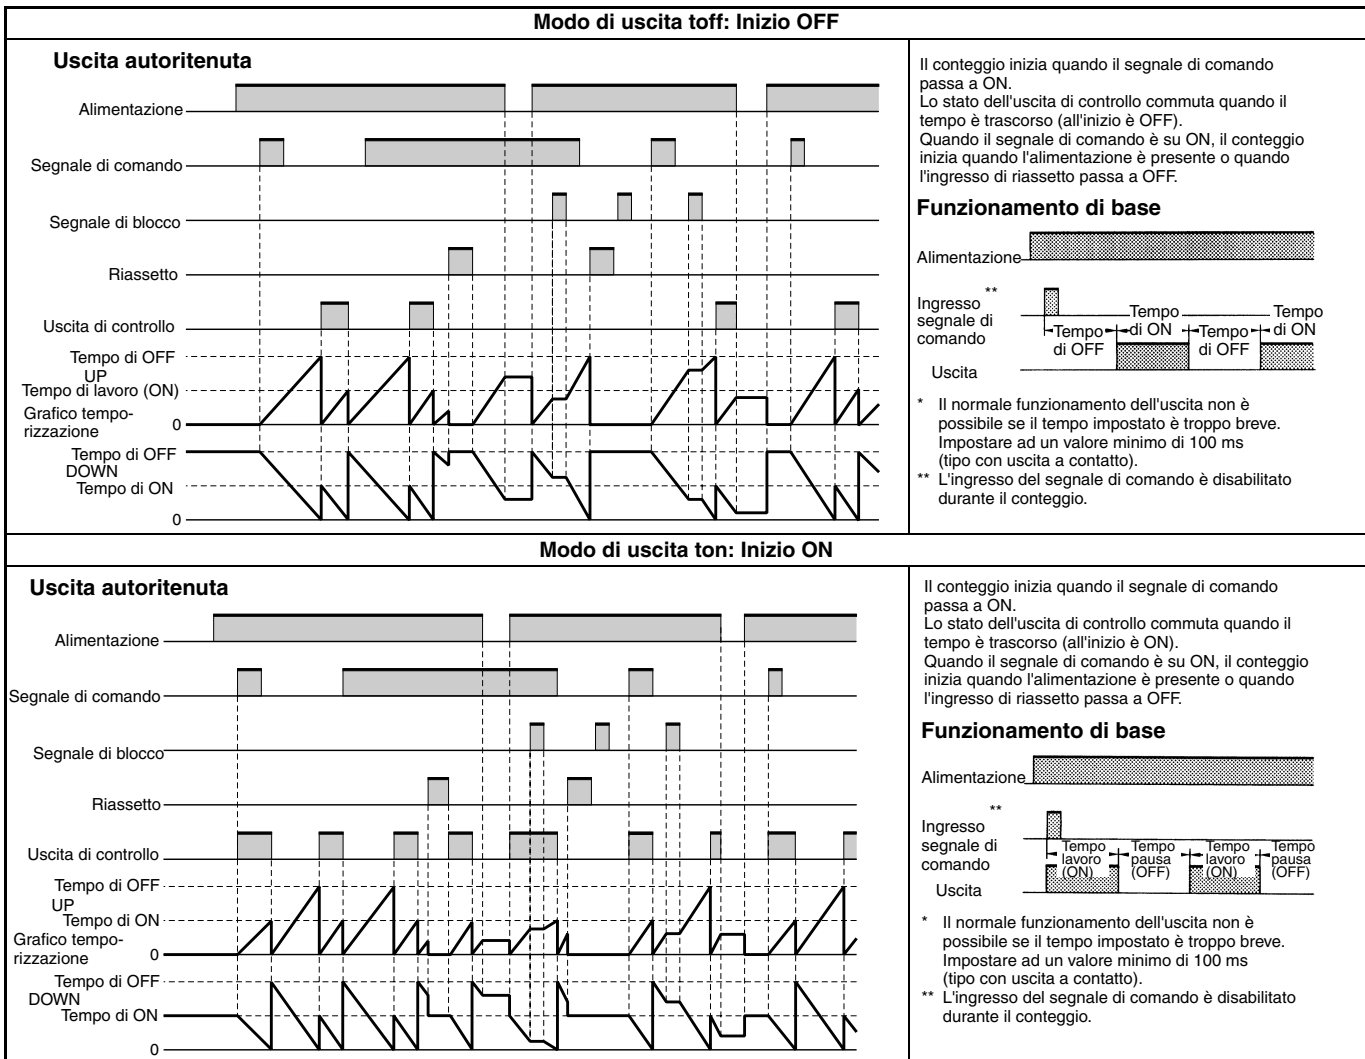 Modo di uscita toff: Inizio OFF
Uscita autoritenuta
Alimentazione
Segnale di comando
Segnale di blocco
Riassetto
Uscita di controllo
Tempo di OFF
UP
Tempo di lavoro (ON)
Grafico tempo-
rizzazione
0
Tempo di OFF
DOWN
Tempo di ON
0
Il conteggio inizia quando il segnale di comando
passa a ON.
Lo stato dell'uscita di controllo commuta quando il
tempo è trascorso (all'inizio è OFF).
Quando il segnale di comando è su ON, il conteggio
inizia quando l'alimentazione è presente o quando
l'ingresso di riassetto passa a OFF.
Funzionamento di base
Alimentazione
**
Ingresso
segnale di
comando
Tempo
di OFF
Tempo
di ON
Tempo
di OFF
Tempo
di ON
Uscita
* Il normale funzionamento dell'uscita non è
possibile se il tempo impostato è troppo breve.
Impostare ad un valore minimo di 100 ms
(tipo con uscita a contatto).
** L'ingresso del segnale di comando è disabilitato
durante il conteggio.
Modo di uscita ton: Inizio ON
Uscita autoritenuta
Alimentazione
Segnale di comando
Segnale di blocco
Riassetto
Uscita di controllo
Tempo di OFF
UP
Tempo di ON
Grafico tempo-
rizzazione
0
Tempo di OFF
DOWN
Tempo di ON
0
Il conteggio inizia quando il segnale di comando
passa a ON.
Lo stato dell'uscita di controllo commuta quando il
tempo è trascorso (all'inizio è ON).
Quando il segnale di comando è su ON, il conteggio
inizia quando l'alimentazione è presente o quando
l'ingresso di riassetto passa a OFF.
Funzionamento di base
Alimentazione
**
Ingresso
segnale di
comando
Tempo
lavoro
(ON)
Tempo
pausa
(OFF)
Tempo
lavoro
(ON)
Tempo
pausa
(OFF)
Uscita
* Il normale funzionamento dell'uscita non è
possibile se il tempo impostato è troppo breve.
Impostare ad un valore minimo di 100 ms
(tipo con uscita a contatto).
** L'ingresso del segnale di comando è disabilitato
durante il conteggio.